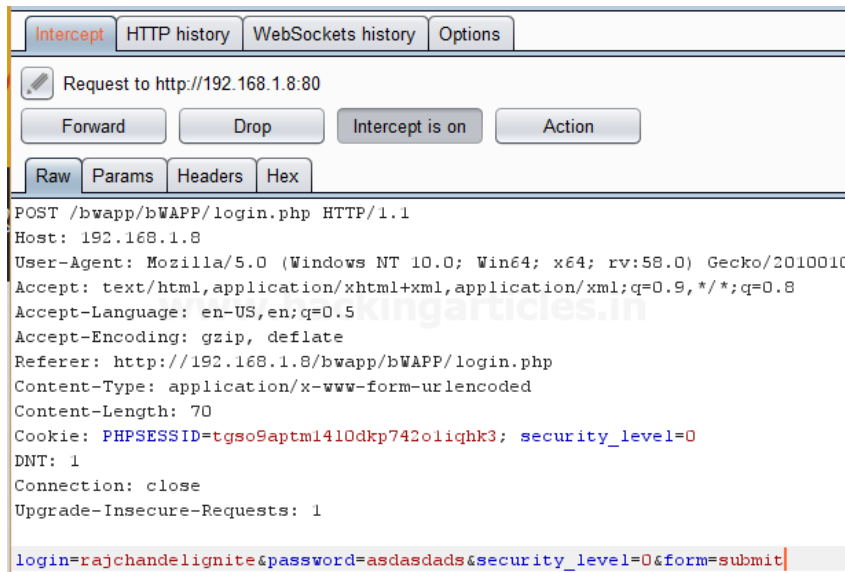 Intercept HTTP history WebSockets history Options
Request to http://192.168.1.8:80
Forward Drop Intercept is on Action
Raw Params Headers Hex
POST /bwapp/bWAPP/login.php HTTP/1.1
Host: 192.168.1.8
User-Agent: Mozilla/5.0 (Windows NT 10.0; Win64; x64; rv:58.0) Gecko/2010010
Accept: text/html,application/xhtml+xml,application/xml;q=0.9,*/*;q=0.8
www.hackingarticles.in
Accept-Language: en-US,en;q=0.5
Accept-Encoding: gzip, deflate
Referer: http://192.168.1.8/bwapp/bWAPP/login.php
Content-Type: application/x-www-form-urlencoded
Content-Length: 70
Cookie: PHPSESSID=tgso9aptm14l0dkp742o1iqhk3; security_level=0
DNT: 1
Connection: close
Upgrade-Insecure-Requests: 1
login=rajchandelignite&password=asdasdads&security_level=0&form=submit